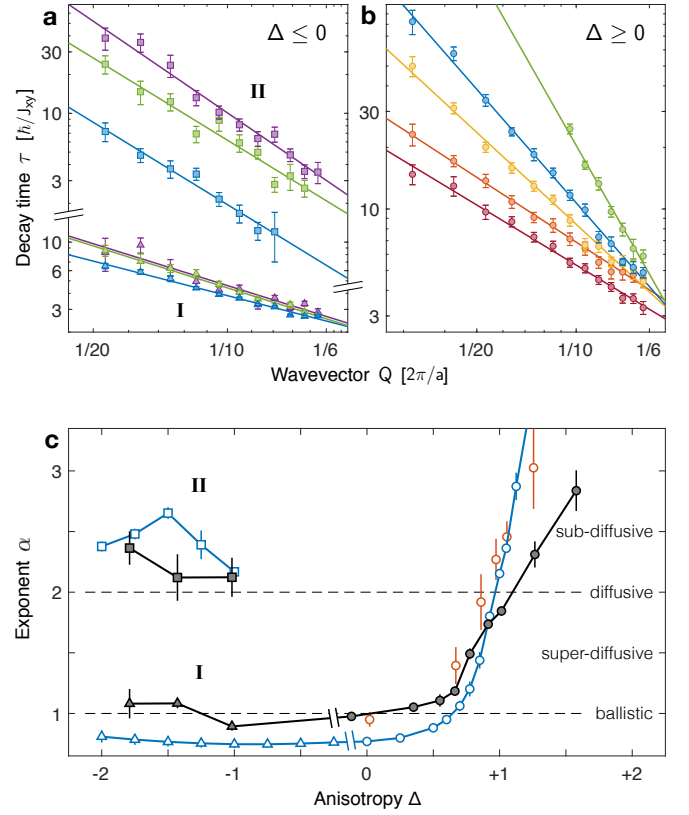 a
Δ ≤ 0
b
Δ ≥ 0
Decay time τ [ħ/Jxy]
30
10
3
10
6
3
II
I
30
10
3
1/20
1/10
1/6
1/20
1/10
1/6
Wavevector Q [2π/a]
c
Exponent α
3
2
1
II
I
sub-diffusive
diffusive
super-diffusive
ballistic
-2
-1
0
+1
+2
Anisotropy Δ